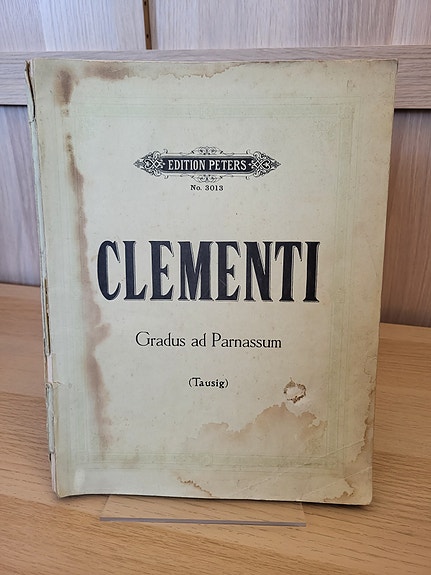 EDITION PETERS
No. 3013
CLEMENTI
Gradus ad Parnassum
(Tausig)